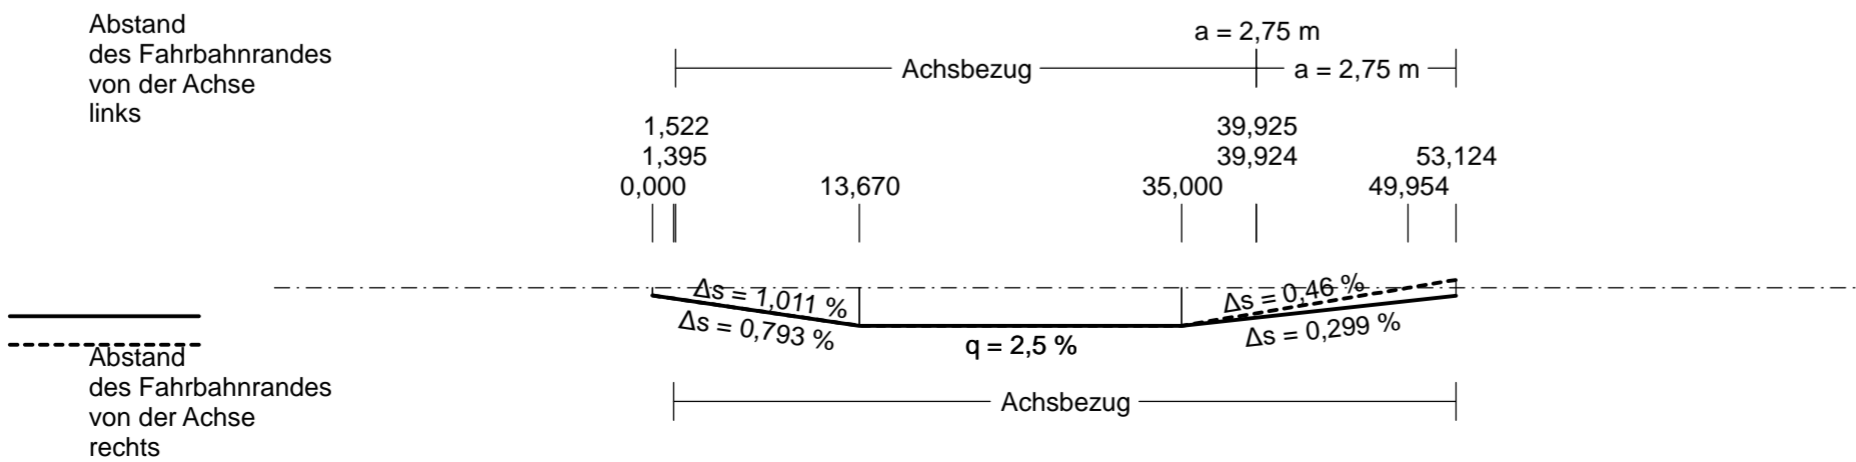 Abstand
des Fahrbahnrandes
von der Achse
links
a = 2,75 m
Achsbezug
a = 2,75 m
1,522
39,925
1,395
39,924
53,124
0,000
13,670
35,000
49,954
Δs = 1,011 %
Δs = 0,46 %
Δs = 0,793 %
q = 2,5 %
Δs = 0,299 %
Abstand
des Fahrbahnrandes
von der Achse
rechts
Achsbezug